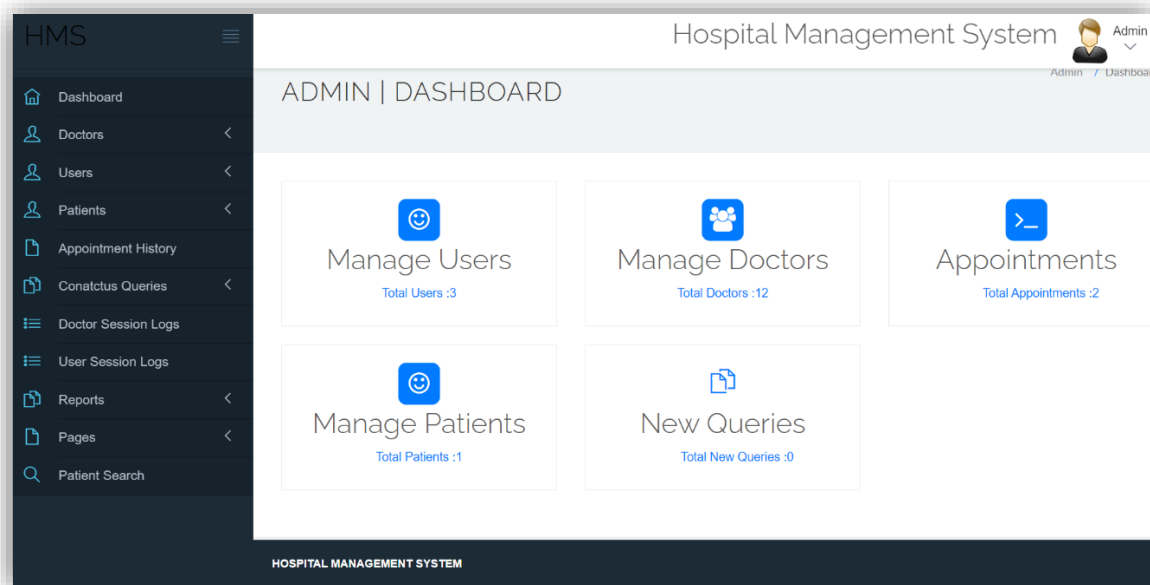 HMS
Hospital Management System
Admin
Admin / Dashboa
ADMIN | DASHBOARD
Dashboard
Doctors
Users
Patients
Appointment History
Conatctus Queries
Doctor Session Logs
User Session Logs
Reports
Pages
Patient Search
Manage Users
Total Users :3
Manage Doctors
Total Doctors :12
Appointments
Total Appointments :2
Manage Patients
Total Patients :1
New Queries
Total New Queries :0
HOSPITAL MANAGEMENT SYSTEM